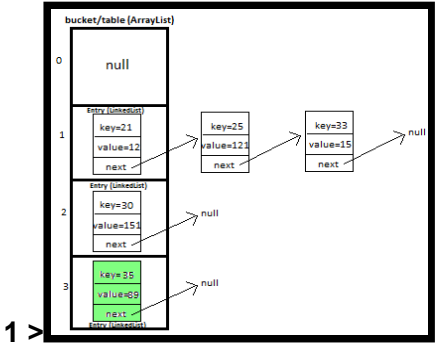 bucket/table (ArrayList)
0
null
Entry (LinkedList)
1
key=21
value=12
next
key=25
value=121
next
key=33
value=15
next
null
Entry (LinkedList)
2
key=30
value=151
next
null
3
key=35
value=89
next
null
Entry (LinkedList)
1 >